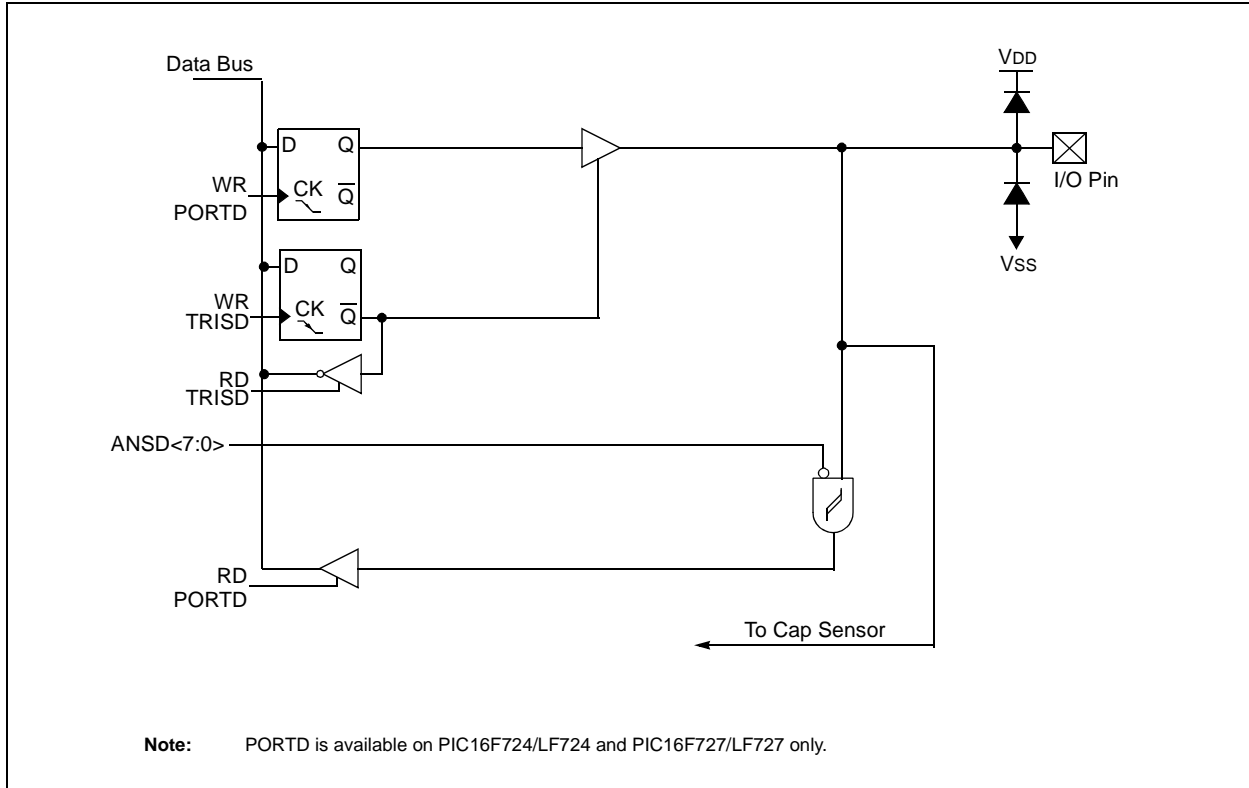 Data Bus
VDD
D Q
WR
PORTD
CK Q
I/O Pin
D Q
VSS
WR
TRISD
CK Q
RD
TRISD
ANSD<7:0>
RD
PORTD
To Cap Sensor
Note: PORTD is available on PIC16F724/LF724 and PIC16F727/LF727 only.